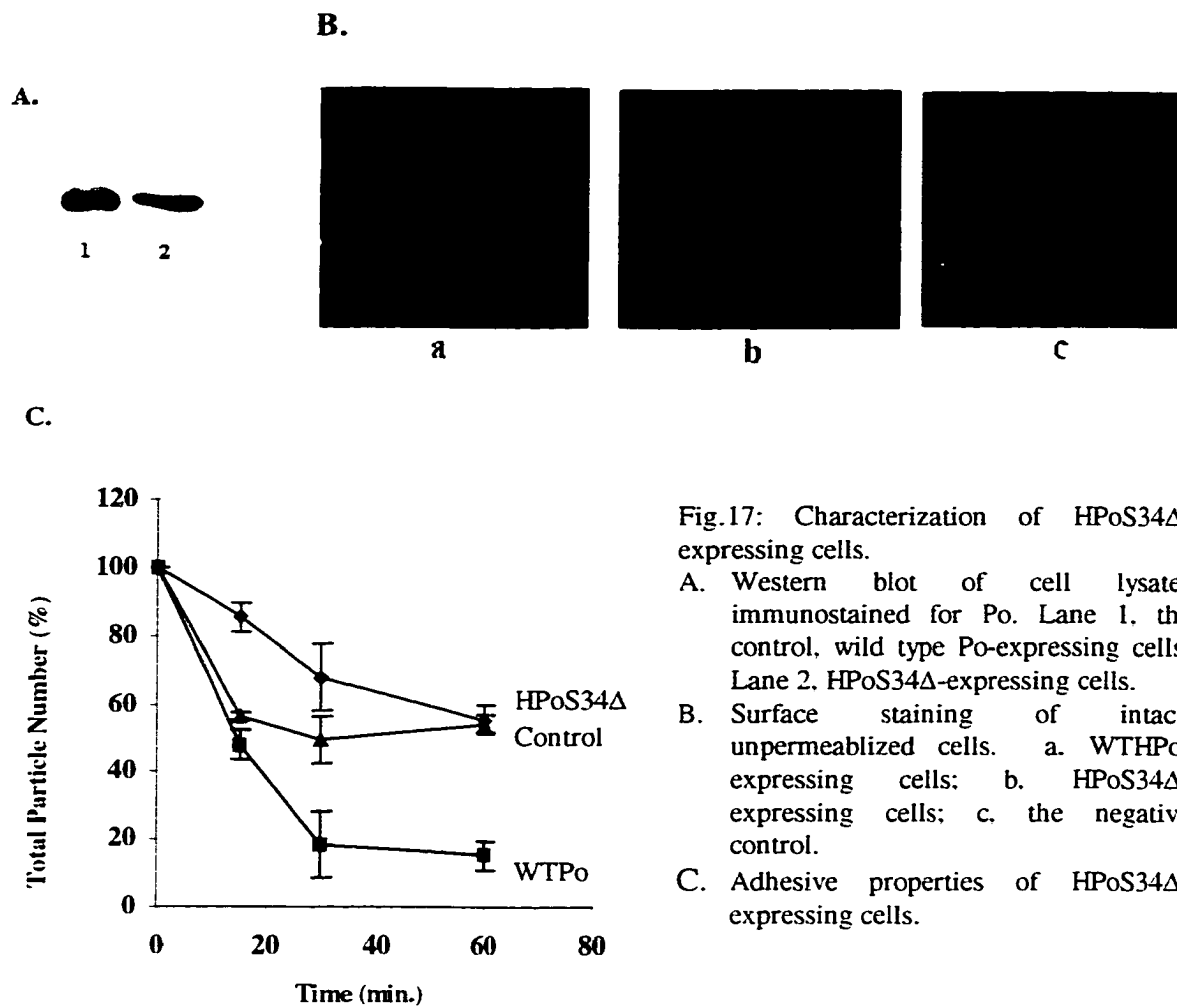 B.
A.
1 2
a b c
C.
120
100
80
60
40
20
0
0 20 40 60 80
Total Particle Number (%)
Time (min.)
HPoS34Δ
Control
WTPo
Fig.17: Characterization of HPoS34Δ
expressing cells.
A. Western blot of cell lysate
immunostained for Po. Lane 1, th
control, wild type Po-expressing cells
Lane 2, HPoS34Δ-expressing cells.
B. Surface staining of intac
unpermeablized cells. a. WTHPo
expressing cells; b. HPoS34Δ
expressing cells; c. the negativ
control.
C. Adhesive properties of HPoS34Δ
expressing cells.